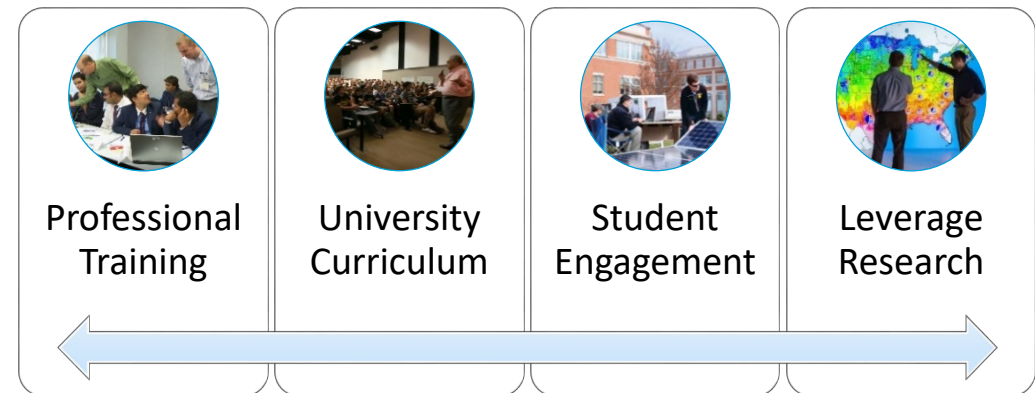 Professional
Training
University
Curriculum
Student
Engagement
Leverage
Research